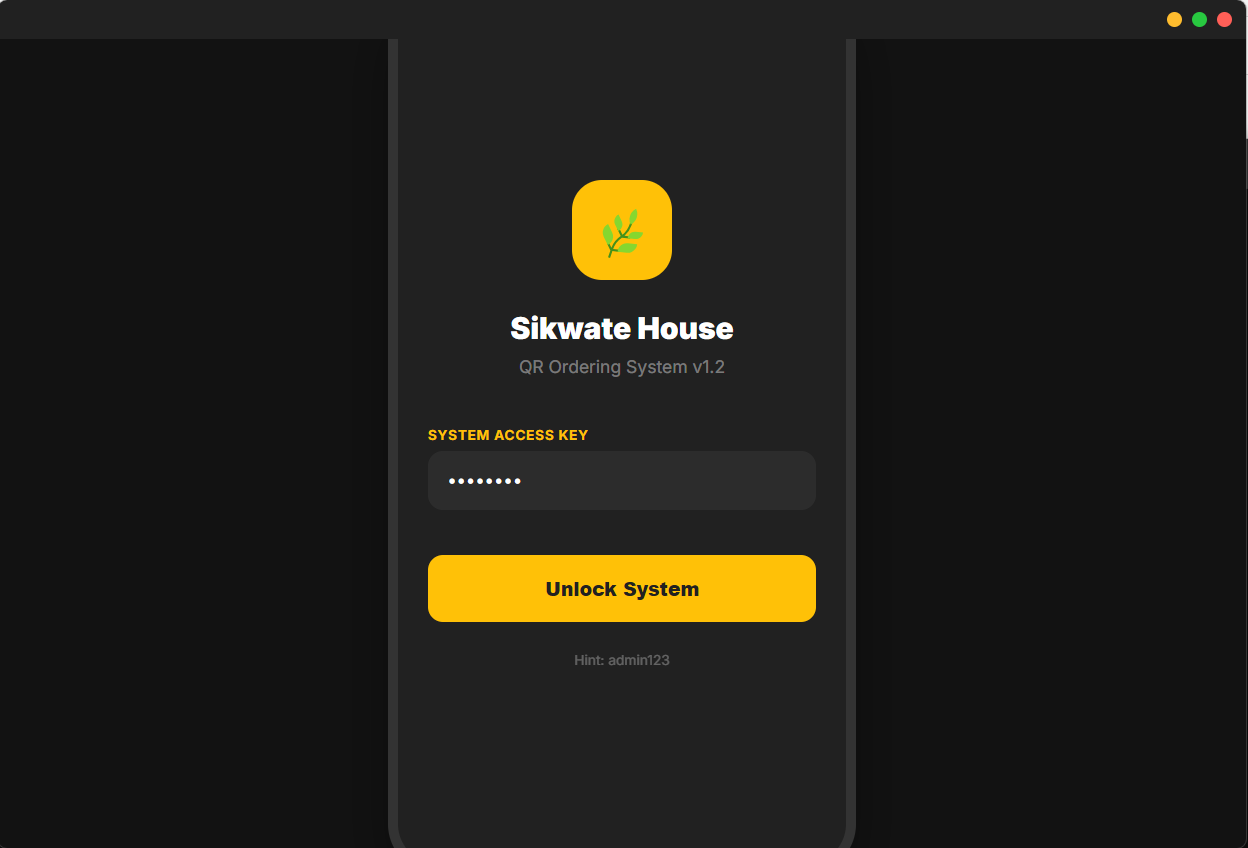 Sikwate House
QR Ordering System v1.2
SYSTEM ACCESS KEY
••••••••
Unlock System
Hint: admin123